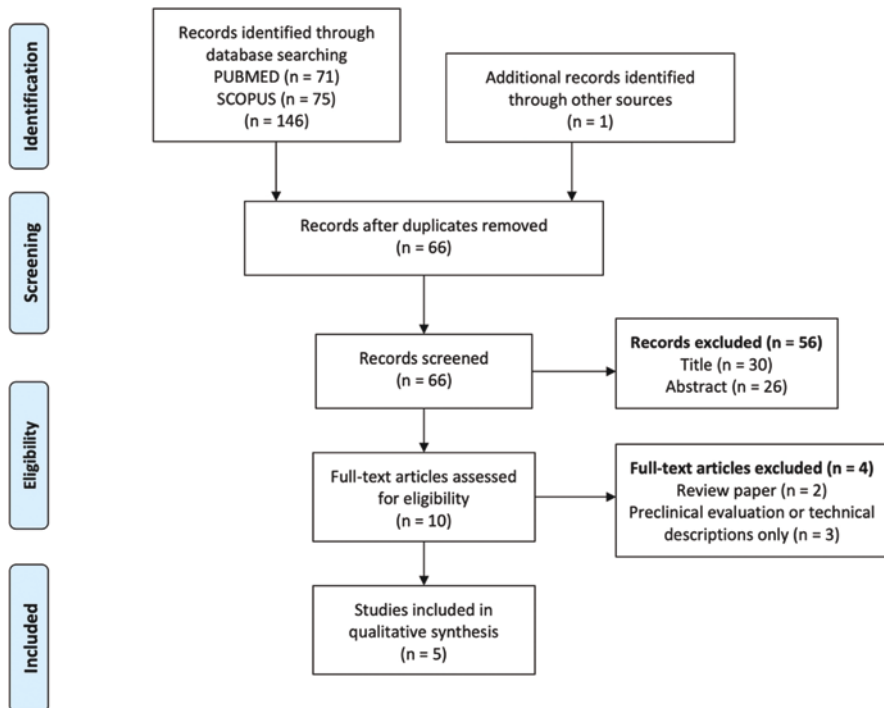 Identification
Records identified through
database searching
PUBMED (n = 71)
SCOPUS (n = 75)
(n = 146)
Additional records identified
through other sources
(n = 1)
Screening
Records after duplicates removed
(n = 66)
Records screened
(n = 66)
Records excluded (n = 56)
Title (n = 30)
Abstract (n = 26)
Eligibility
Full-text articles assessed
for eligibility
(n = 10)
Full-text articles excluded (n = 4)
Review paper (n = 2)
Preclinical evaluation or technical
descriptions only (n = 3)
Included
Studies included in
qualitative synthesis
(n = 5)